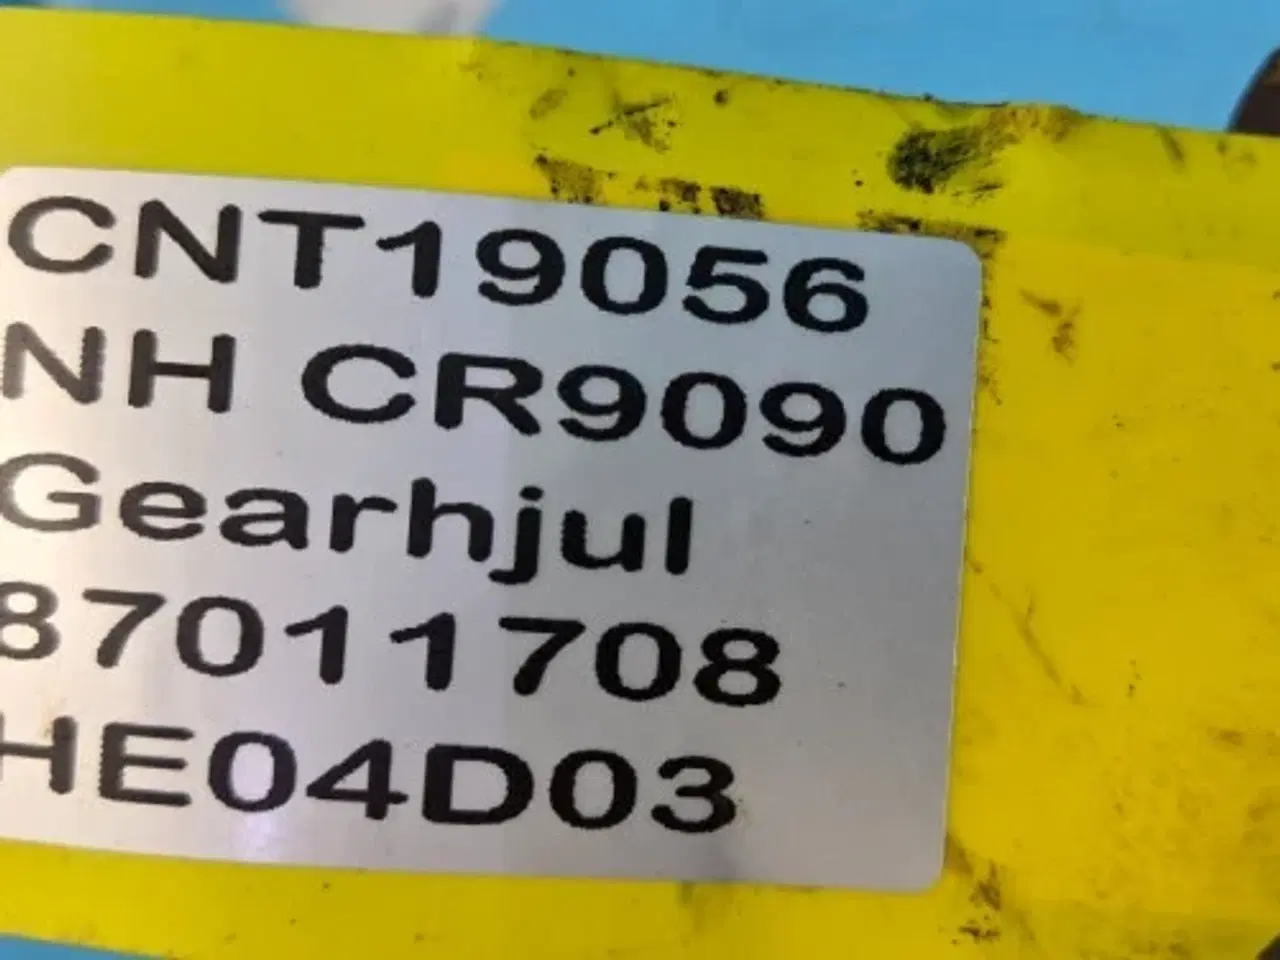 CNT19056
NH CR9090
Gearhjul
87011708
HE04D03